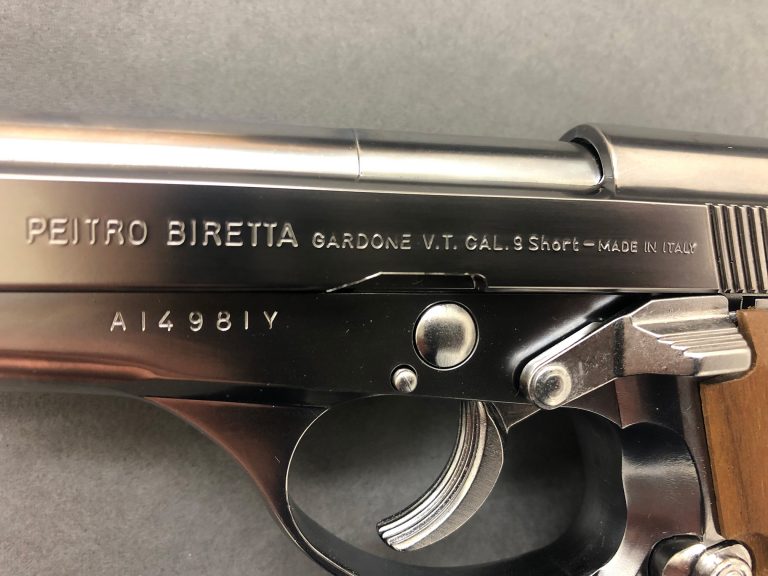 PEITRO BIRETTA GARDONE V.T. CAL. 9 Short - MADE IN ITALY
A14981Y